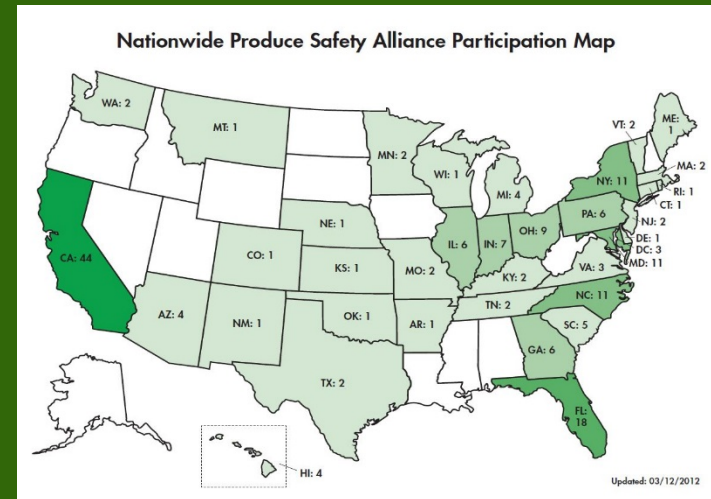 Nationwide Produce Safety Alliance Participation Map
WA: 2
MT: 1
MN: 2
VT: 2
ME:
1
WI: 1
MI: 4
NY: 11
MA: 2
RI: 1
CT: 1
NJ: 2
PA: 6
NE: 1
IL: 6
IN: 7
OH: 9
DE: 1
DC: 3
MD: 11
CA: 44
CO: 1
KS: 1
MO: 2
KY: 2
VA: 3
AZ: 4
NM: 1
OK: 1
AR: 1
TN: 2
NC: 11
SC: 5
GA: 6
TX: 2
FL:
18
HI: 4
Updated: 03/12/2012